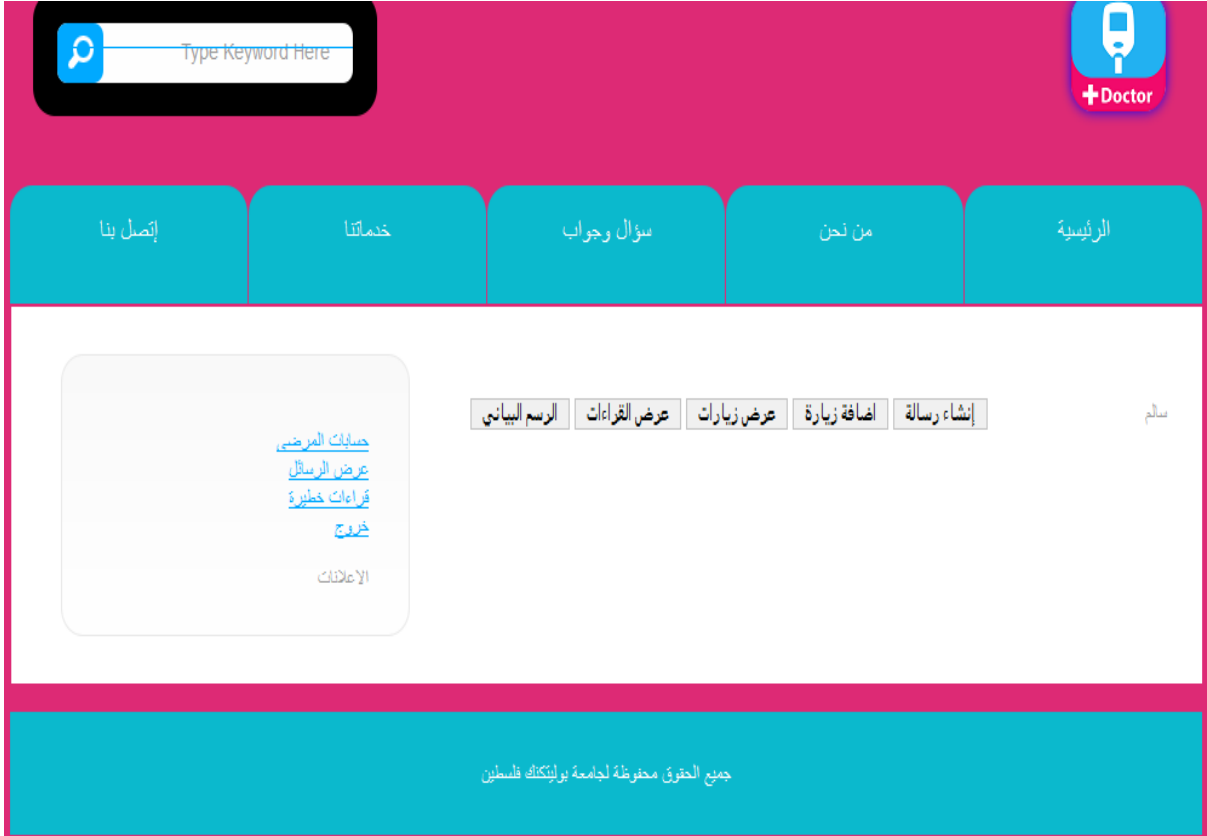 Type Keyword Here
+Doctor
الرئيسية
من نحن
سؤال وجواب
خدماتنا
إتصل بنا
سالم
إنشاء رسالة
اضافة زيارة
عرض زيارات
عرض القراءات
الرسم البياني
حسابات المرضى
عرض الرسائل
قراءات خطيرة
خروج
الاعلانات
جميع الحقوق محفوظة لجامعة بوليتكنك فلسطين